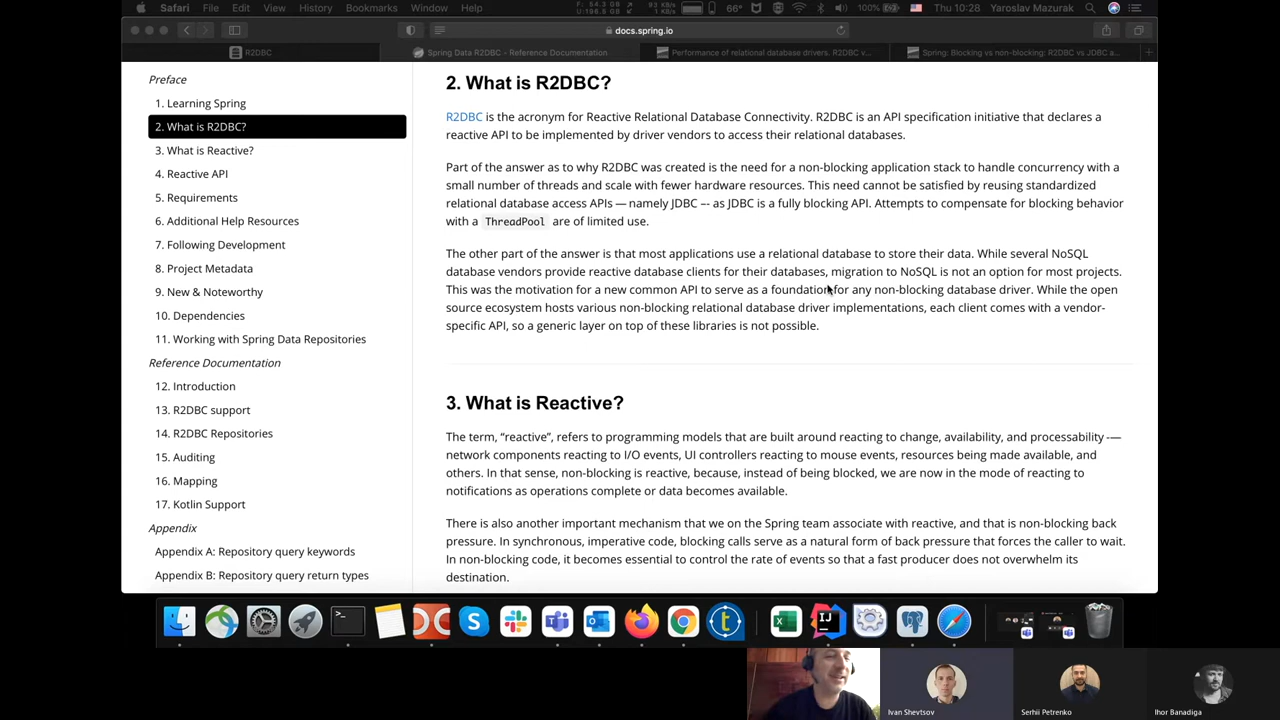 Safari File Edit View History Bookmarks Window Help 66° 100% Thu 10:28 Yaroslav Mazurak
docs.spring.io
R2DBC
Spring Data R2DBC - Reference Documentation
Performance of relational database drivers. R2DBC v...
Spring: Blocking vs non-blocking: R2DBC vs JDBC a...
Preface
1. Learning Spring
2. What is R2DBC?
3. What is Reactive?
4. Reactive API
5. Requirements
6. Additional Help Resources
7. Following Development
8. Project Metadata
9. New & Noteworthy
10. Dependencies
11. Working with Spring Data Repositories
Reference Documentation
12. Introduction
13. R2DBC support
14. R2DBC Repositories
15. Auditing
16. Mapping
17. Kotlin Support
Appendix
Appendix A: Repository query keywords
Appendix B: Repository query return types
2. What is R2DBC?
R2DBC is the acronym for Reactive Relational Database Connectivity. R2DBC is an API specification initiative that declares a
reactive API to be implemented by driver vendors to access their relational databases.
Part of the answer as to why R2DBC was created is the need for a non-blocking application stack to handle concurrency with a
small number of threads and scale with fewer hardware resources. This need cannot be satisfied by reusing standardized
relational database access APIs — namely JDBC –- as JDBC is a fully blocking API. Attempts to compensate for blocking behavior
with a ThreadPool are of limited use.
The other part of the answer is that most applications use a relational database to store their data. While several NoSQL
database vendors provide reactive database clients for their databases, migration to NoSQL is not an option for most projects.
This was the motivation for a new common API to serve as a foundation for any non-blocking database driver. While the open
source ecosystem hosts various non-blocking relational database driver implementations, each client comes with a vendor-
specific API, so a generic layer on top of these libraries is not possible.
3. What is Reactive?
The term, “reactive”, refers to programming models that are built around reacting to change, availability, and processability -—
network components reacting to I/O events, UI controllers reacting to mouse events, resources being made available, and
others. In that sense, non-blocking is reactive, because, instead of being blocked, we are now in the mode of reacting to
notifications as operations complete or data becomes available.
There is also another important mechanism that we on the Spring team associate with reactive, and that is non-blocking back
pressure. In synchronous, imperative code, blocking calls serve as a natural form of back pressure that forces the caller to wait.
In non-blocking code, it becomes essential to control the rate of events so that a fast producer does not overwhelm its
destination.
Ivan Shevtsov
Serhii Petrenko
Ihor Banadiga